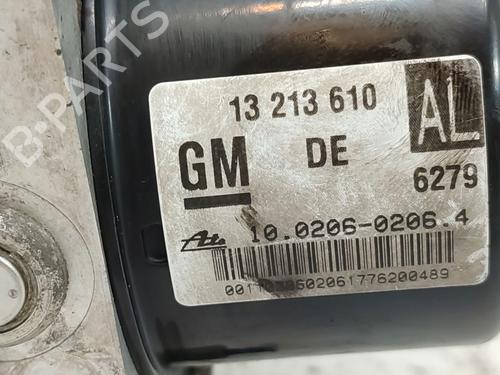 B-PARTS
13 213 610
AL
GM
DE
6279
Ate
10.0206-0206.4